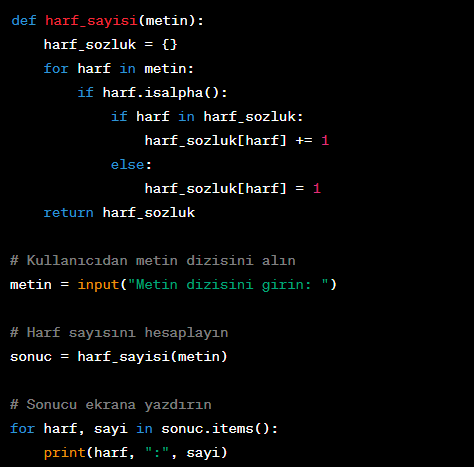 def harf_sayisi(metin):
    harf_sozluk = {}
    for harf in metin:
        if harf.isalpha():
            if harf in harf_sozluk:
                harf_sozluk[harf] += 1
            else:
                harf_sozluk[harf] = 1
    return harf_sozluk

# Kullanıcıdan metin dizisini alın
metin = input("Metin dizisini girin: ")

# Harf sayısını hesaplayın
sonuc = harf_sayisi(metin)

# Sonucu ekrana yazdırın
for harf, sayi in sonuc.items():
    print(harf, ":", sayi)